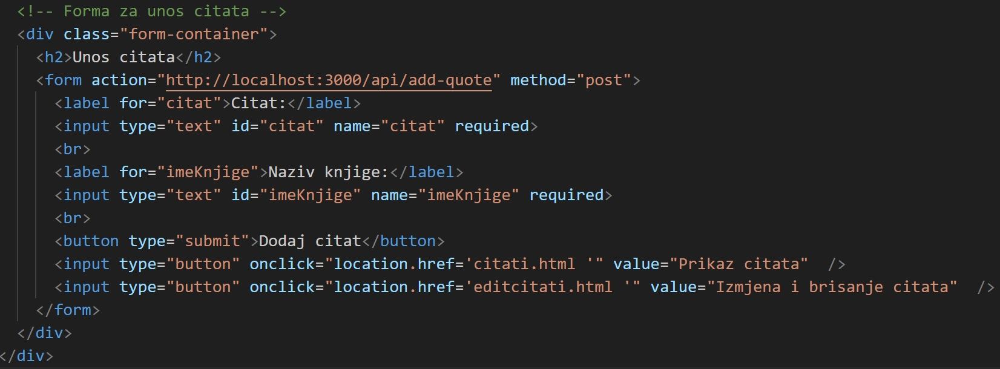 <!-- Forma za unos citata -->
<div class="form-container">
<h2>Unos citata</h2>
<form action="http://localhost:3000/api/add-quote" method="post">
<label for="citat">Citat:</label>
<input type="text" id="citat" name="citat" required>
<br>
<label for="imeKnjige">Naziv knjige:</label>
<input type="text" id="imeKnjige" name="imeKnjige" required>
<br>
<button type="submit">Dodaj citat</button>
<input type="button" onclick="location.href='citati.html '" value="Prikaz citata"  />
<input type="button" onclick="location.href='editcitati.html '" value="Izmjena i brisanje citata"  />
</form>
</div>
</div>